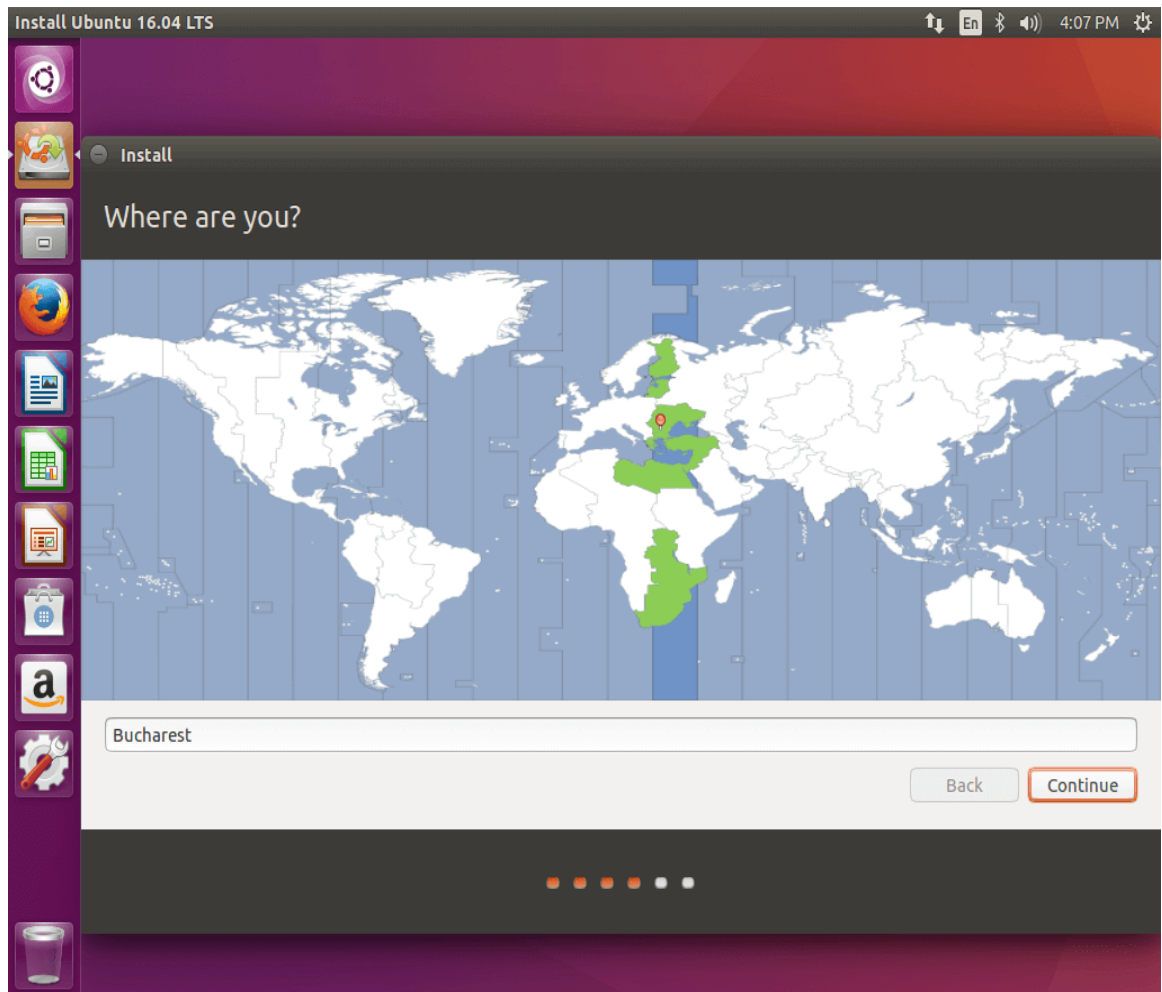 Install Ubuntu 16.04 LTS
En
4:07 PM
Install
Where are you?
Bucharest
Back
Continue
a